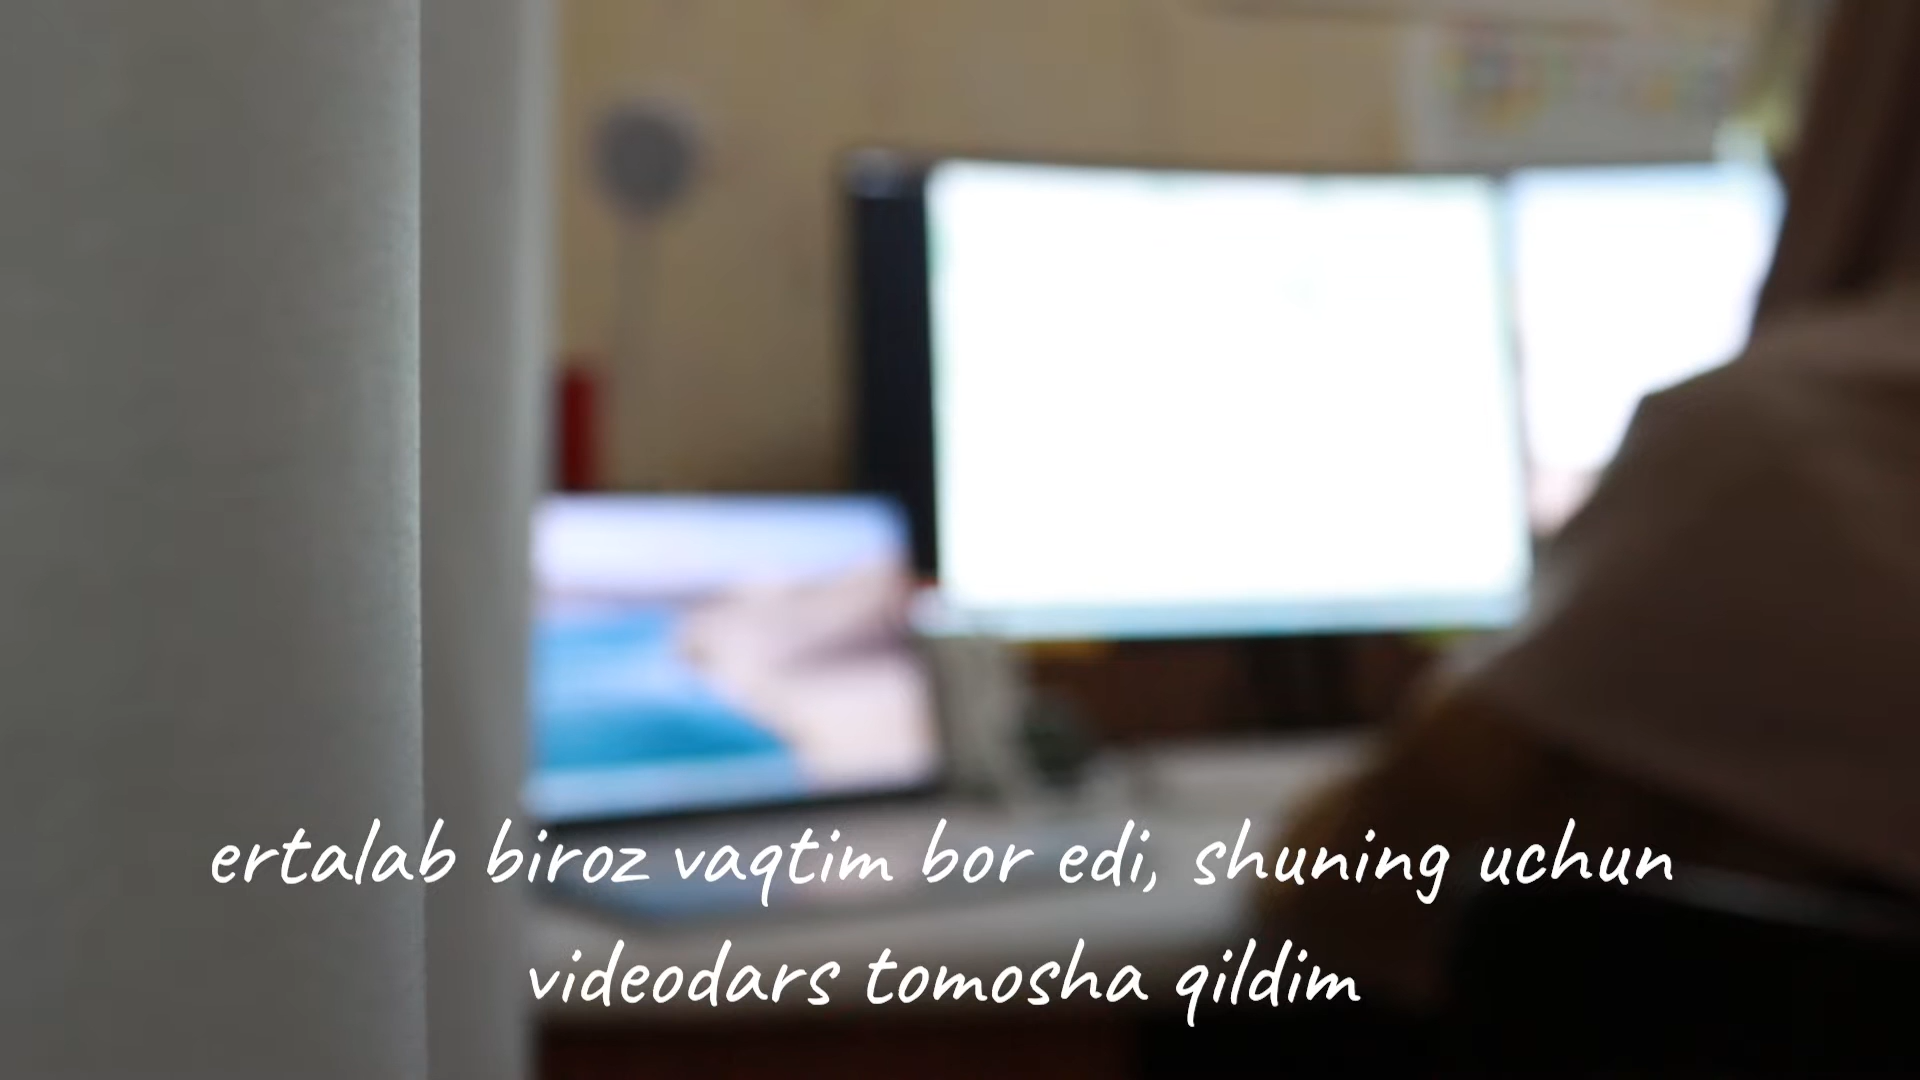 ertalab biroz vaqtim bor edi, shuning uchun
videodars tomosha qildim